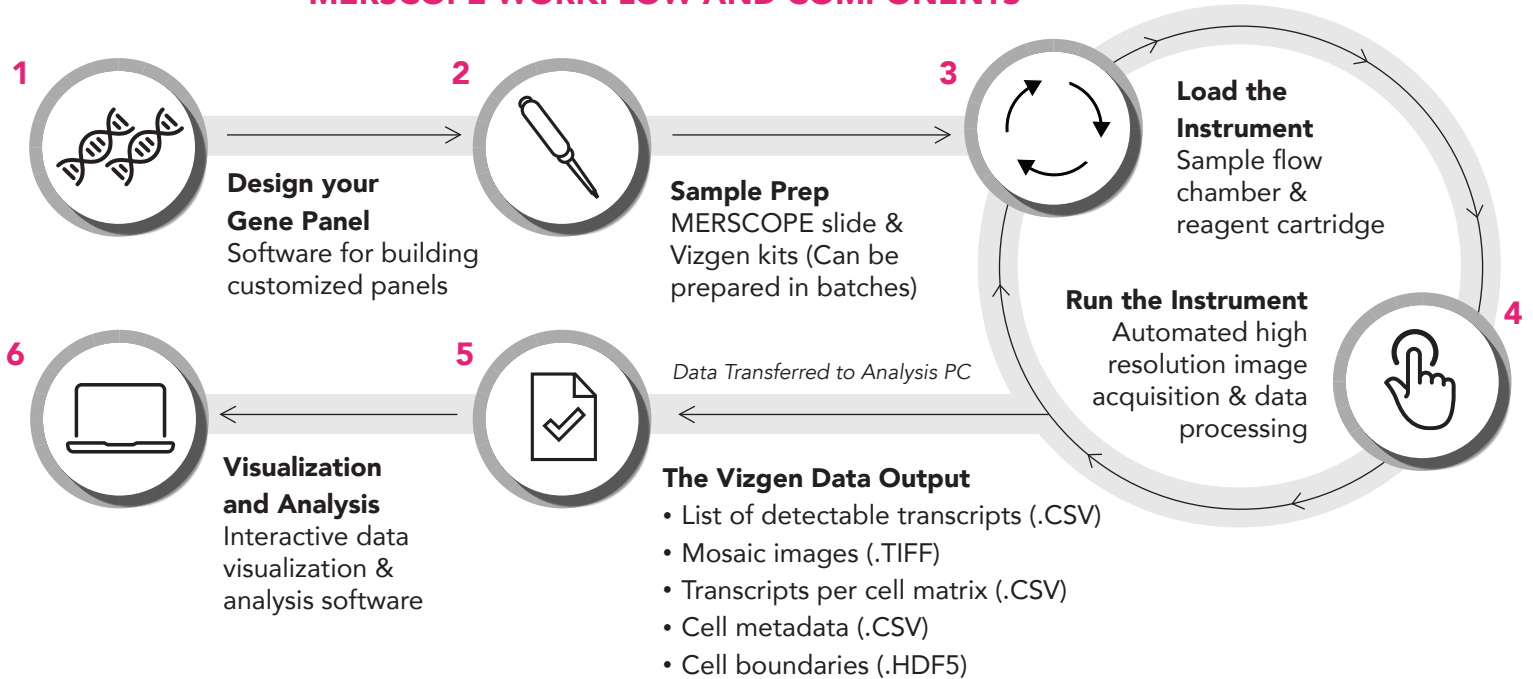 MERSCOPE WORKFLOW AND COMPONENTS
1
Design your
Gene Panel
Software for building
customized panels
2
Sample Prep
MERSCOPE slide &
Vizgen kits (Can be
prepared in batches)
3
Load the
Instrument
Sample flow
chamber &
reagent cartridge
4
Run the Instrument
Automated high
resolution image
acquisition & data
processing
Data Transferred to Analysis PC
5
The Vizgen Data Output
• List of detectable transcripts (.CSV)
• Mosaic images (.TIFF)
• Transcripts per cell matrix (.CSV)
• Cell metadata (.CSV)
• Cell boundaries (.HDF5)
6
Visualization
and Analysis
Interactive data
visualization &
analysis software